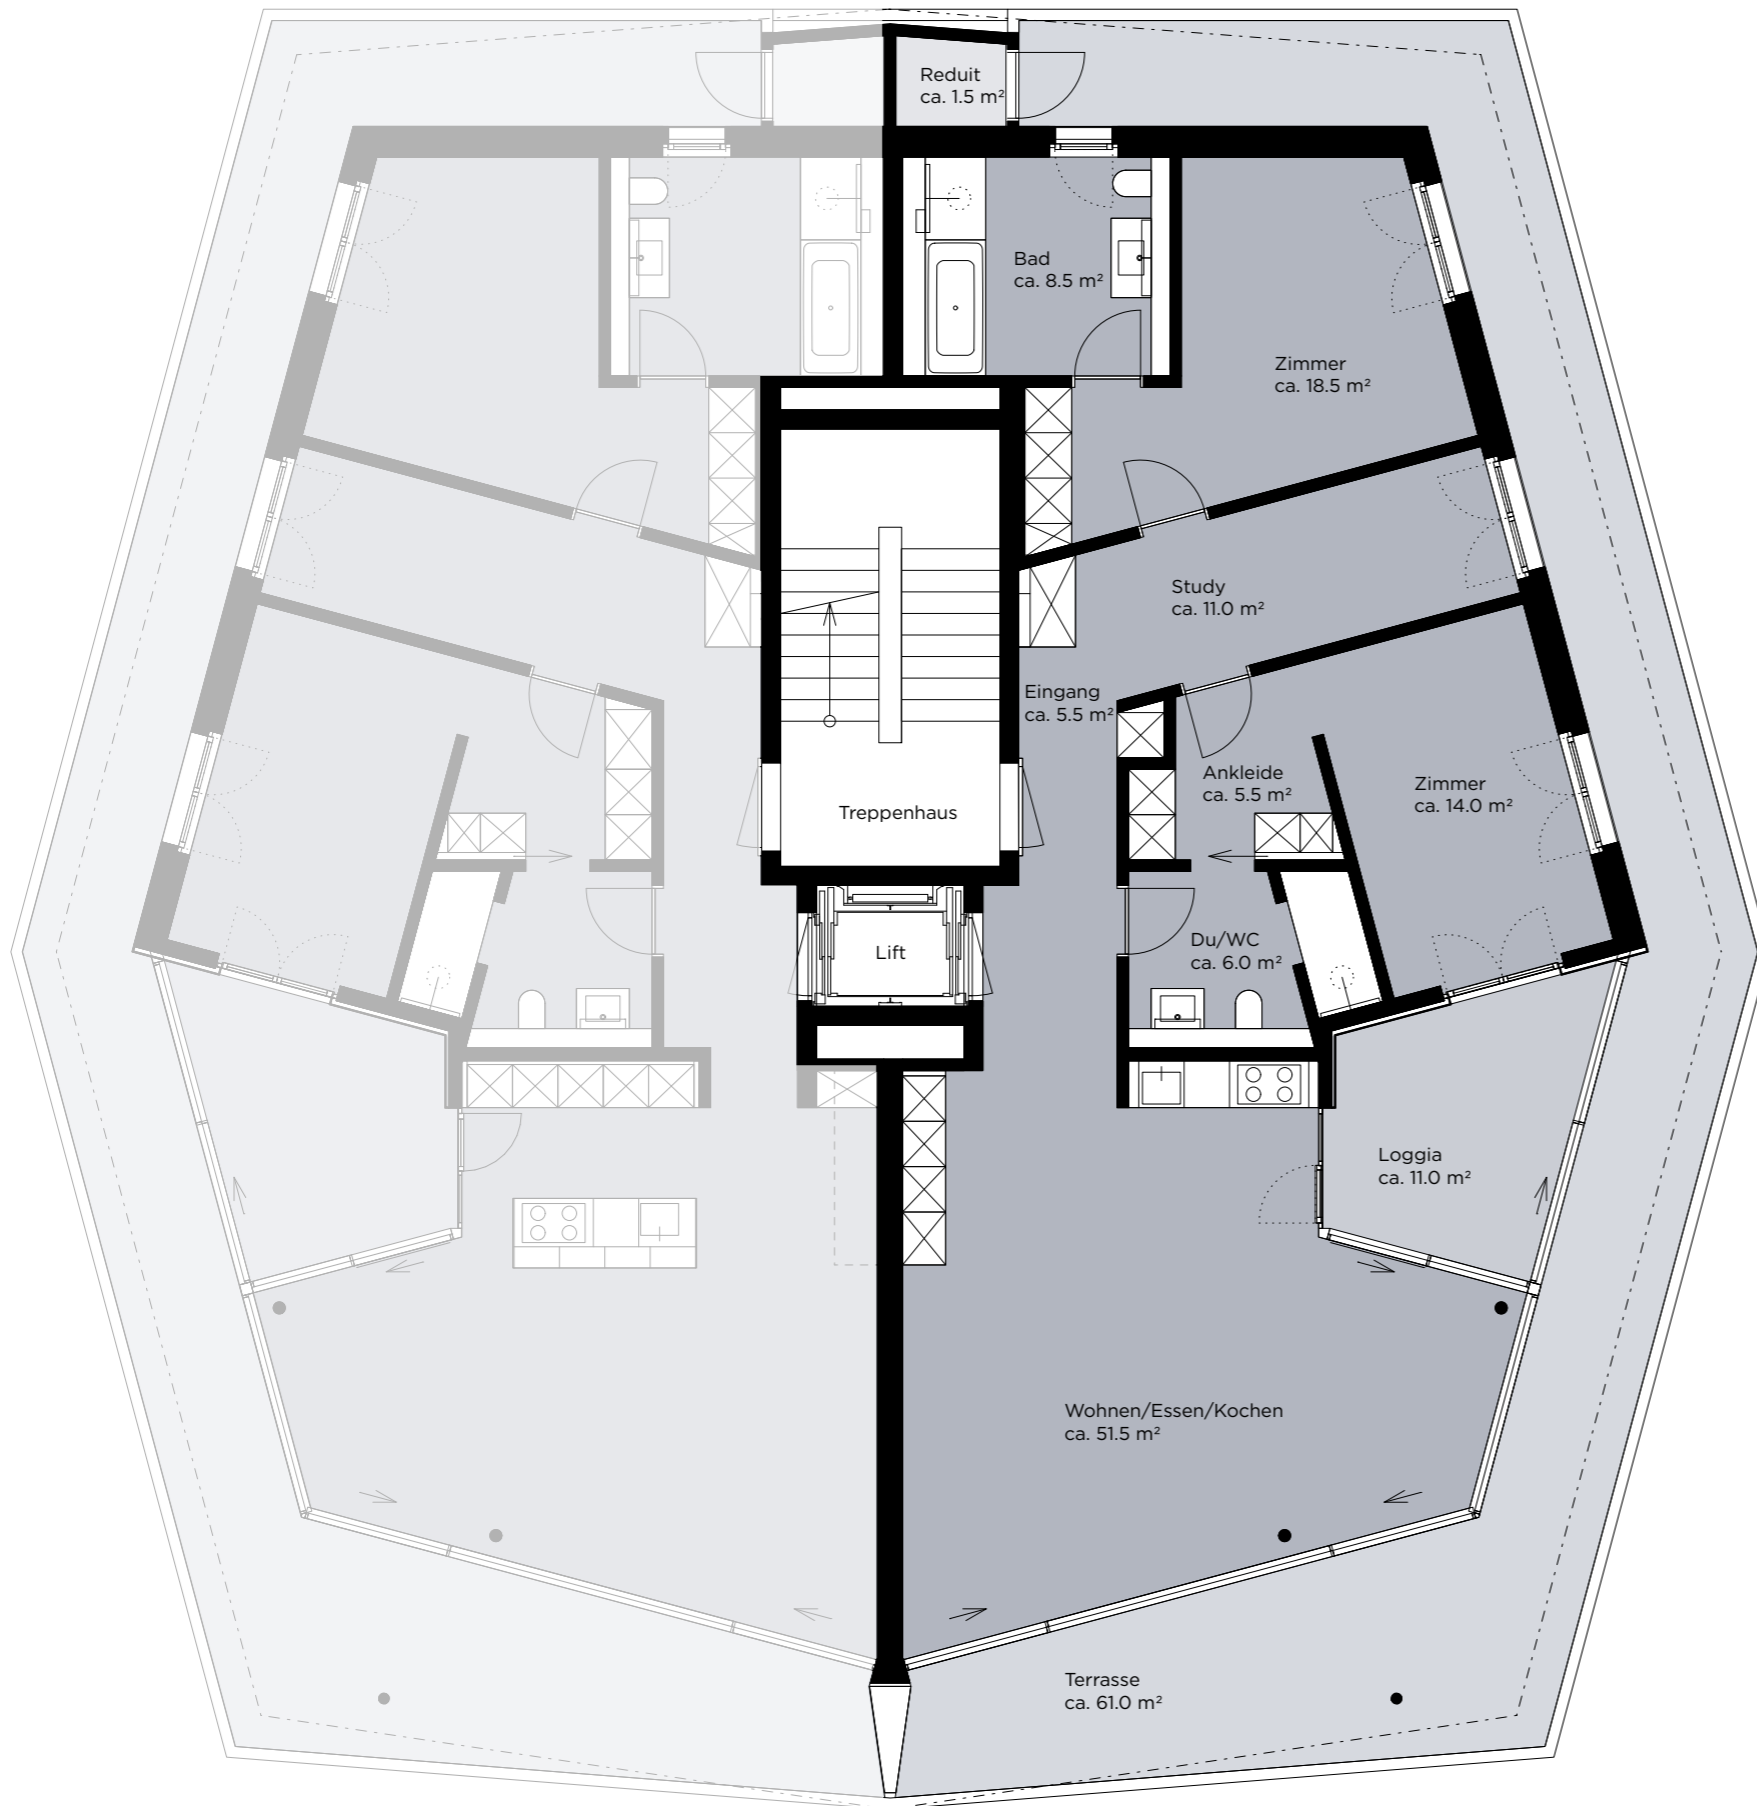 Reduit
ca. 1.5 m²
Bad
ca. 8.5 m²
Zimmer
ca. 18.5 m²
Study
ca. 11.0 m²
Eingang
ca. 5.5 m²
Ankleide
ca. 5.5 m²
Zimmer
ca. 14.0 m²
Treppenhaus
Lift
Du/WC
ca. 6.0 m²
Loggia
ca. 11.0 m²
Wohnen/Essen/Kochen
ca. 51.5 m²
Terrasse
ca. 61.0 m²